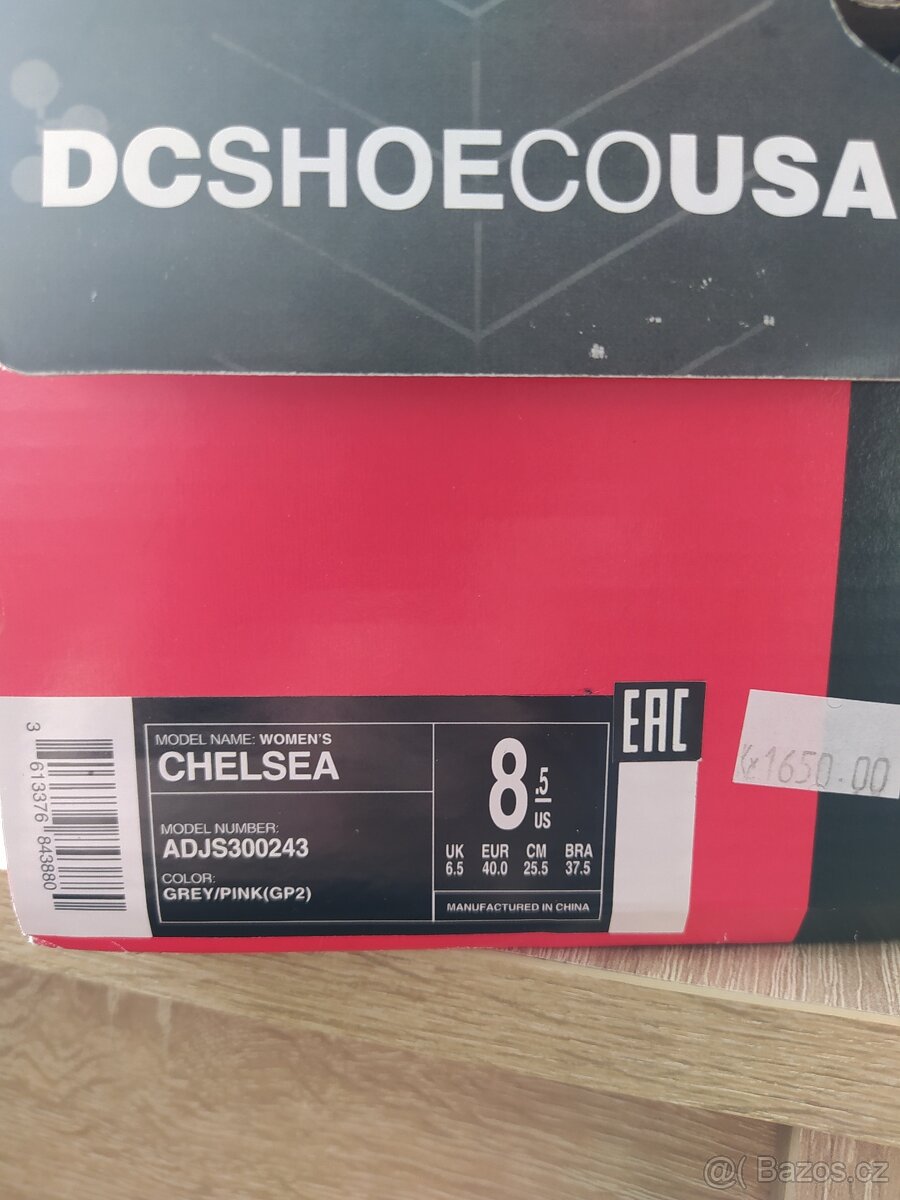 DCSHOECOUSA
MODEL NAME: WOMEN'S
CHELSEA
MODEL NUMBER:
ADJS300243
COLOR:
GREY/PINK(GP2)
8.5
US
UK EUR CM BRA
6.5 40.0 25.5 37.5
MANUFACTURED IN CHINA
EAC
1650.00
3 613376 843880
@( Bazos.cz